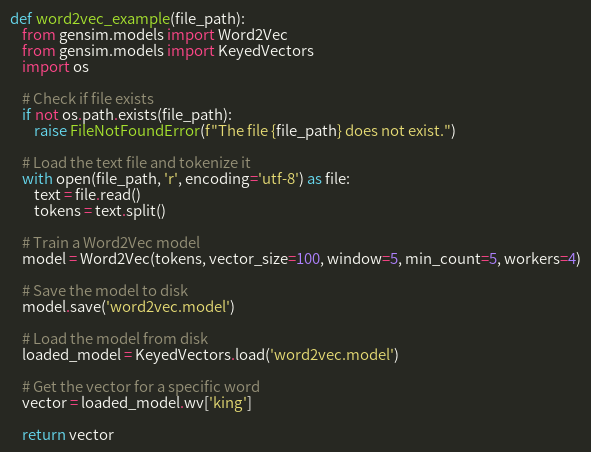 def word2vec_example(file_path):
    from gensim.models import Word2Vec
    from gensim.models import KeyedVectors
    import os

    # Check if file exists
    if not os.path.exists(file_path):
        raise FileNotFoundError(f"The file {file_path} does not exist.")

    # Load the text file and tokenize it
    with open(file_path, 'r', encoding='utf-8') as file:
        text = file.read()
        tokens = text.split()

    # Train a Word2Vec model
    model = Word2Vec(tokens, vector_size=100, window=5, min_count=5, workers=4)

    # Save the model to disk
    model.save('word2vec.model')

    # Load the model from disk
    loaded_model = KeyedVectors.load('word2vec.model')

    # Get the vector for a specific word
    vector = loaded_model.wv['king']

    return vector